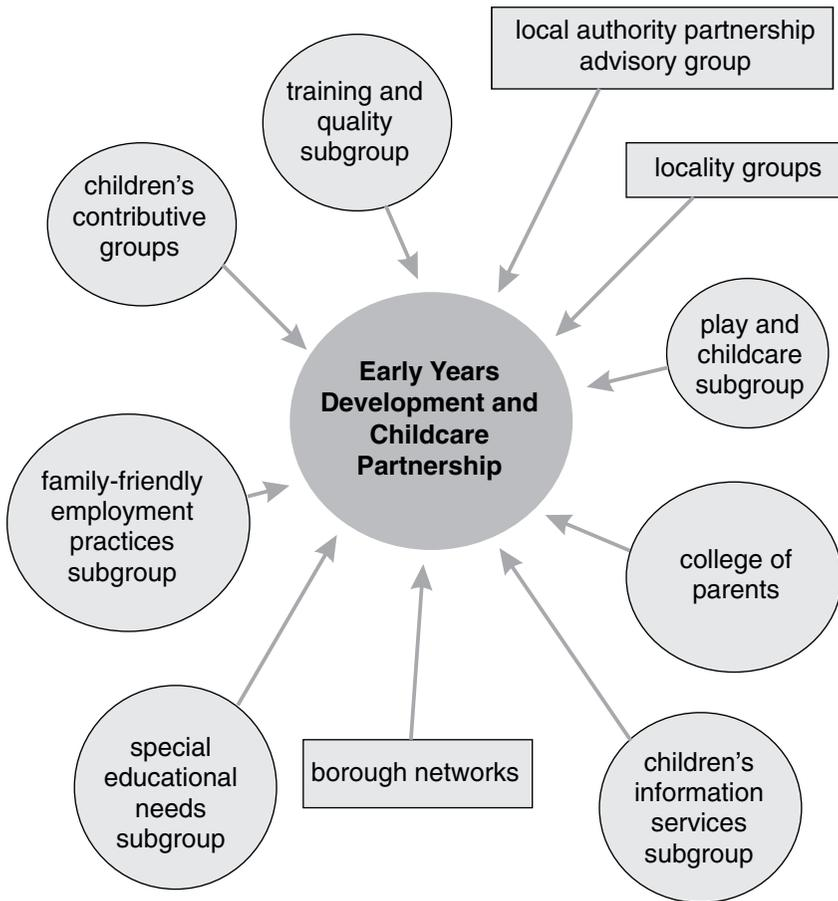 local authority partnership
advisory group
training and
quality
subgroup
locality groups
children’s
contributive
groups
play and
childcare
subgroup
Early Years
Development and
Childcare
Partnership
family-friendly
employment
practices
subgroup
college of
parents
special
educational
needs
subgroup
borough networks
children’s
information
services
subgroup